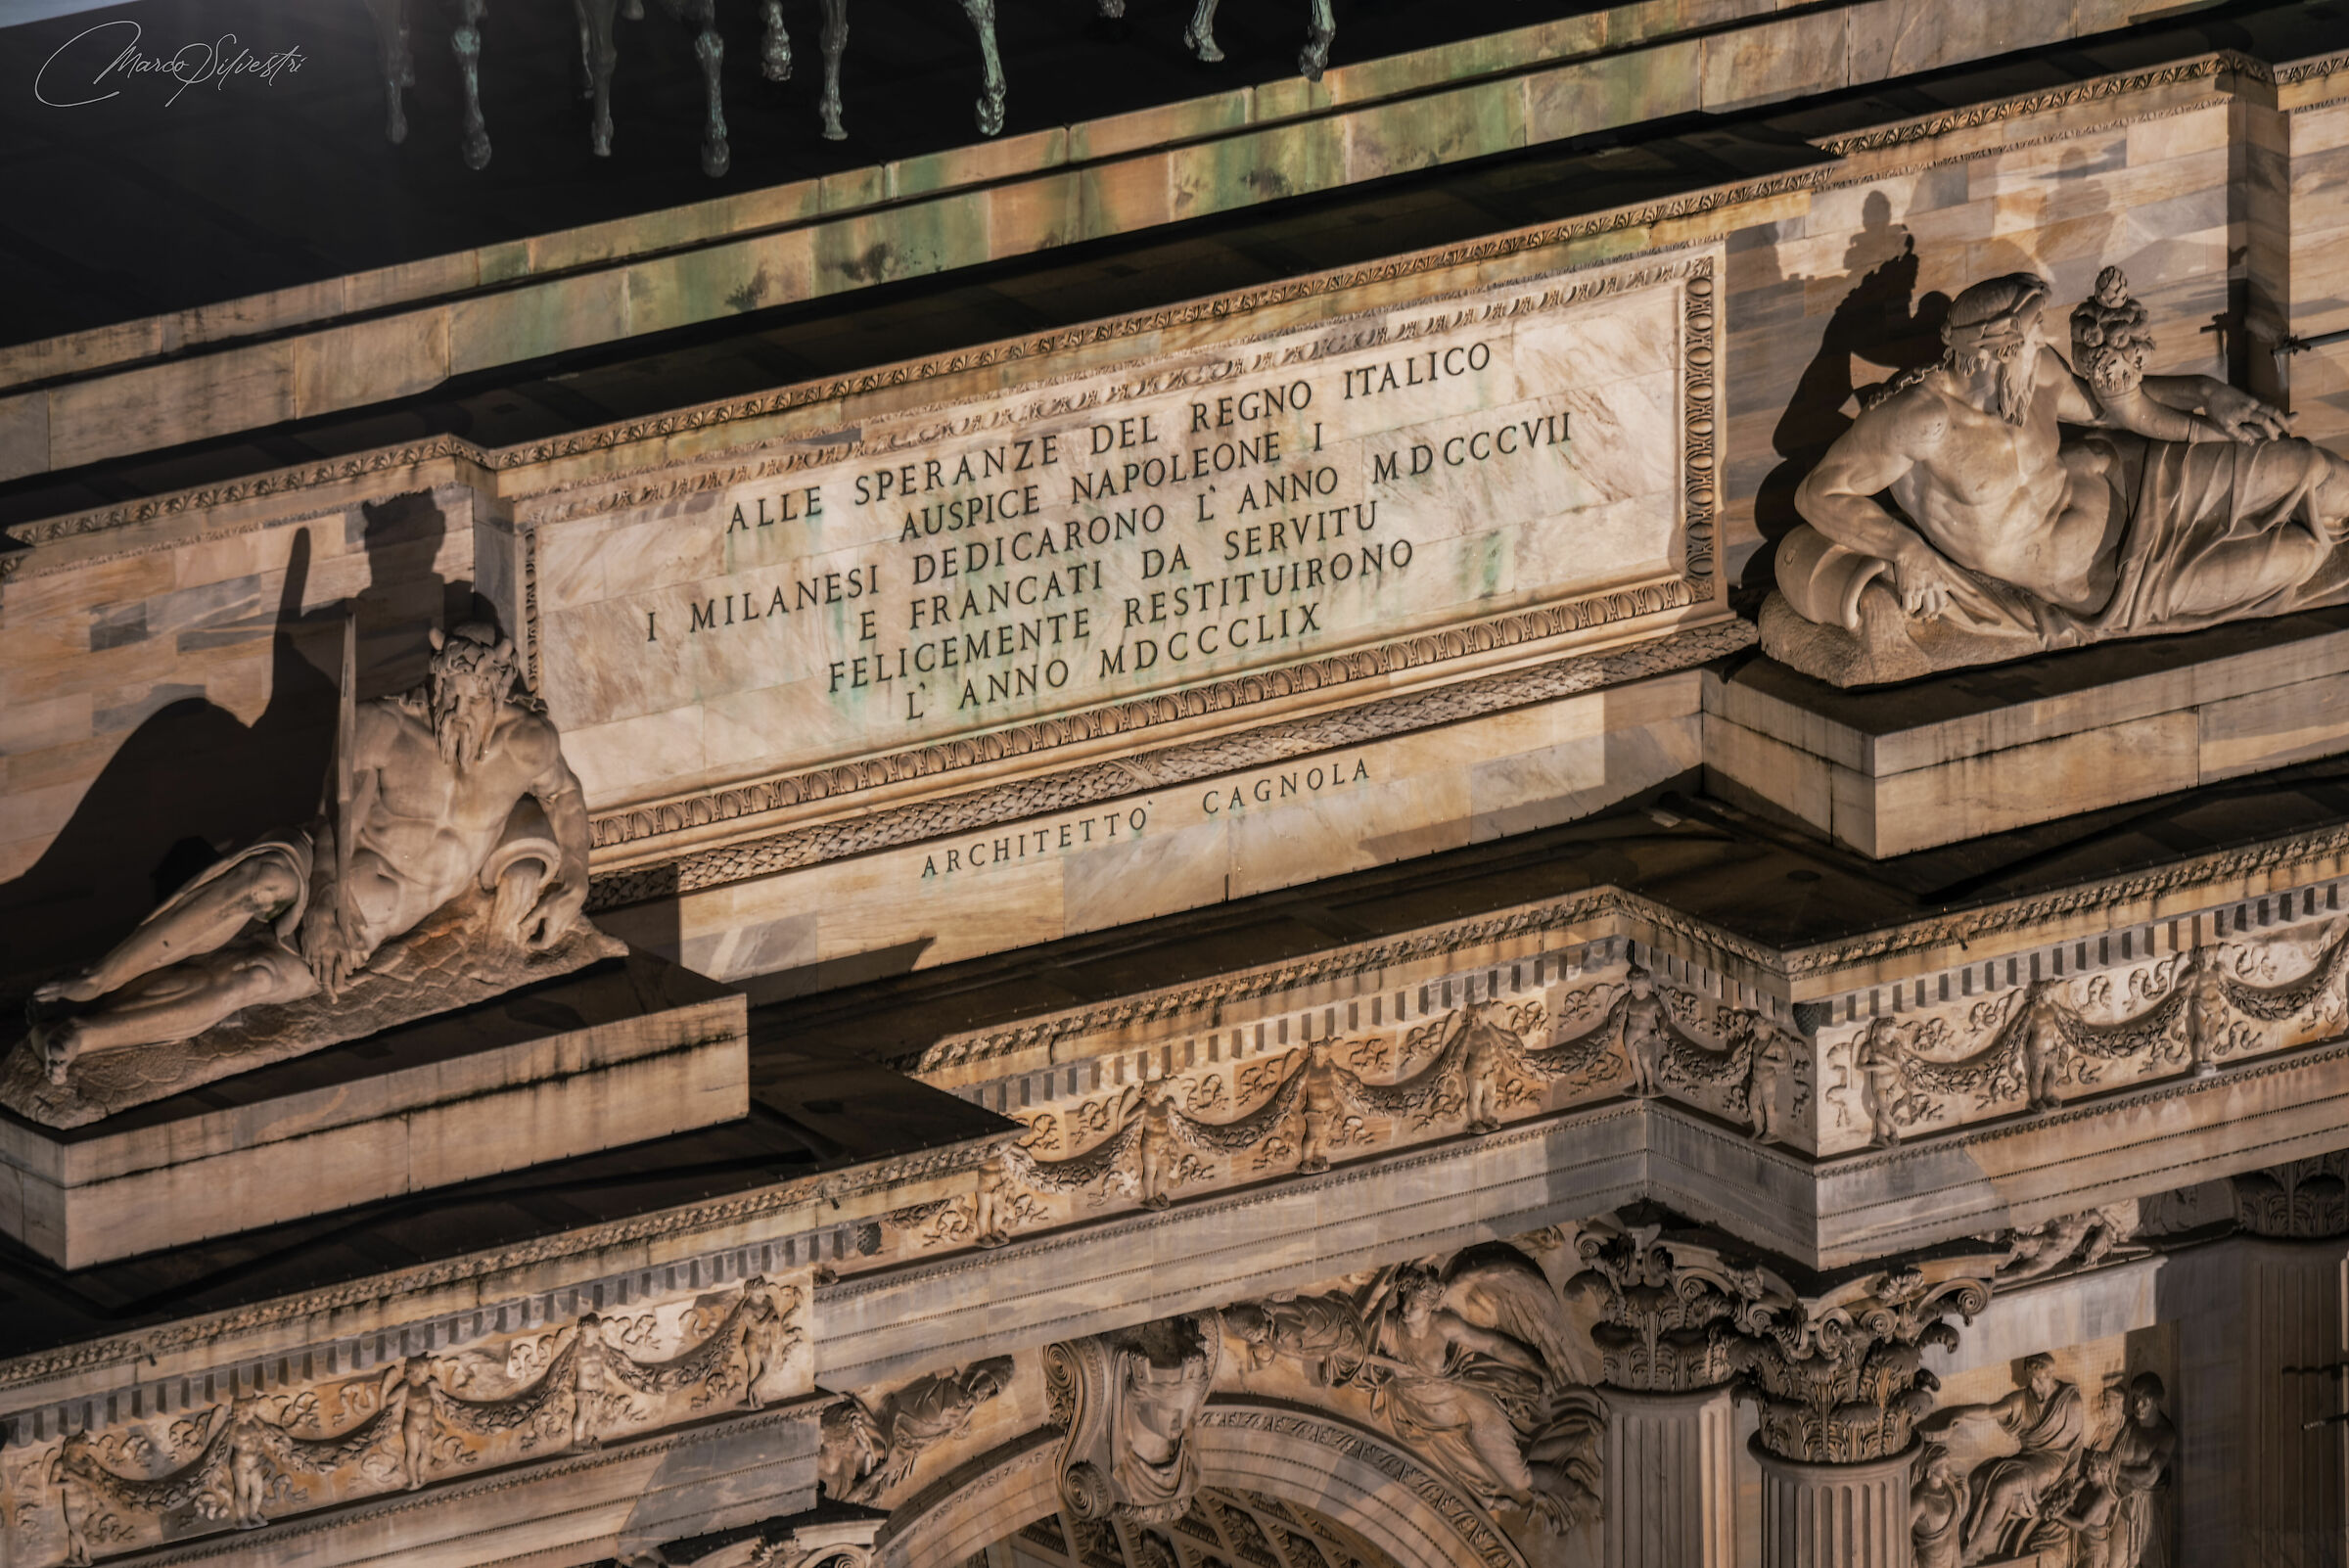 Marco Silvestri
ALLE SPERANZE DEL REGNO ITALICO
AUSPICE NAPOLEONE I
I MILANESI DEDICARONO L' ANNO MDCCCVII
E FRANCATI DA SERVITU
FELICEMENTE RESTITUIRONO
L' ANNO MDCCCLIX
ARCHITETTO CAGNOLA